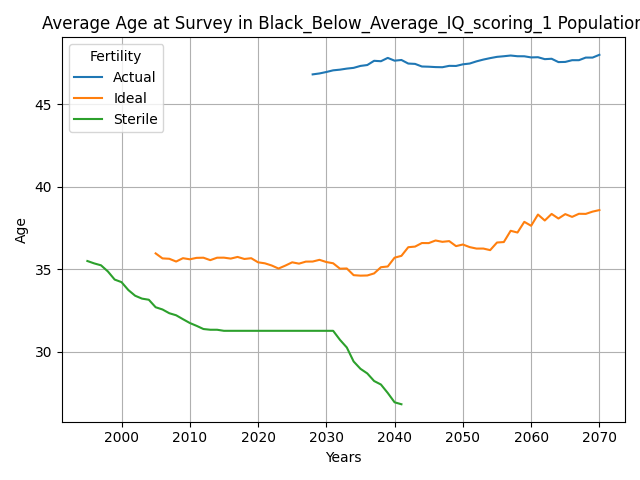 Average Age at Survey in Black_Below_Average_IQ_scoring_1 Population
Fertility
Actual
Ideal
Sterile
45
40
35
30
Age
2000 2010 2020 2030 2040 2050 2060 2070
Years